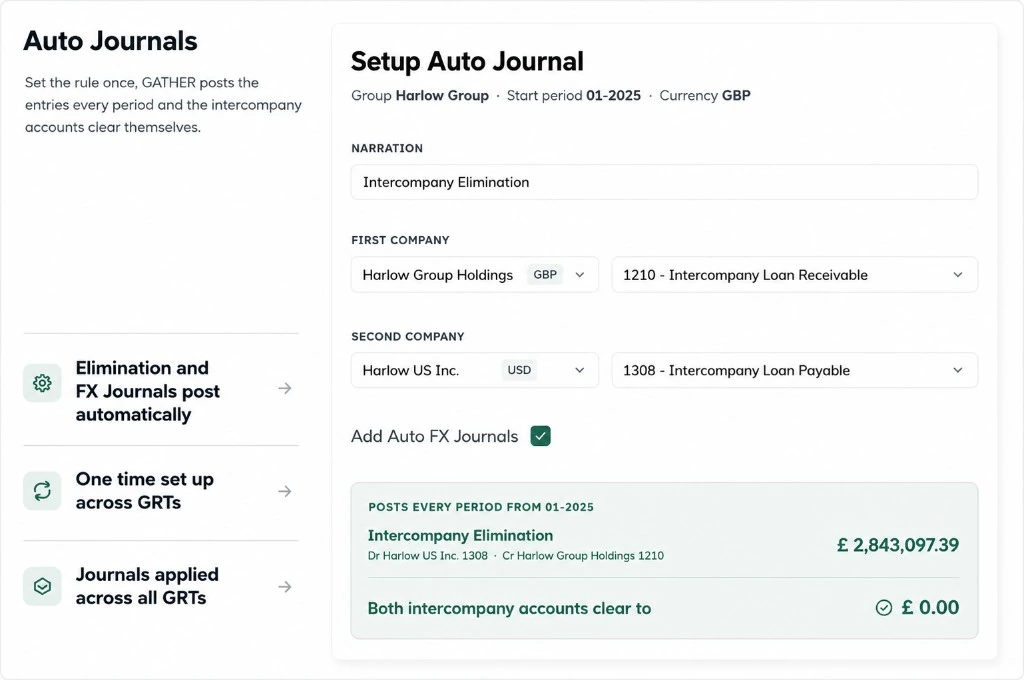 Auto Journals
Set the rule once, GATHER posts the
entries every period and the intercompany
accounts clear themselves.
Elimination and
FX Journals post
automatically
One time set up
across GRTs
Journals applied
across all GRTs
Setup Auto Journal
Group Harlow Group · Start period 01-2025 · Currency GBP
NARRATION
Intercompany Elimination
FIRST COMPANY
Harlow Group Holdings GBP 1210 - Intercompany Loan Receivable
SECOND COMPANY
Harlow US Inc. USD 1308 - Intercompany Loan Payable
Add Auto FX Journals
POSTS EVERY PERIOD FROM 01-2025
Intercompany Elimination
Dr Harlow US Inc. 1308 · Cr Harlow Group Holdings 1210
£ 2,843,097.39
Both intercompany accounts clear to £ 0.00